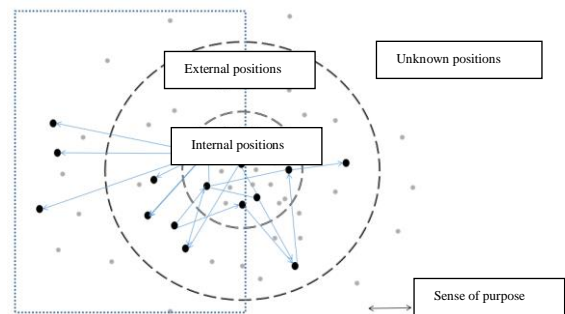 Unknown positions
External positions
Internal positions
Sense of purpose